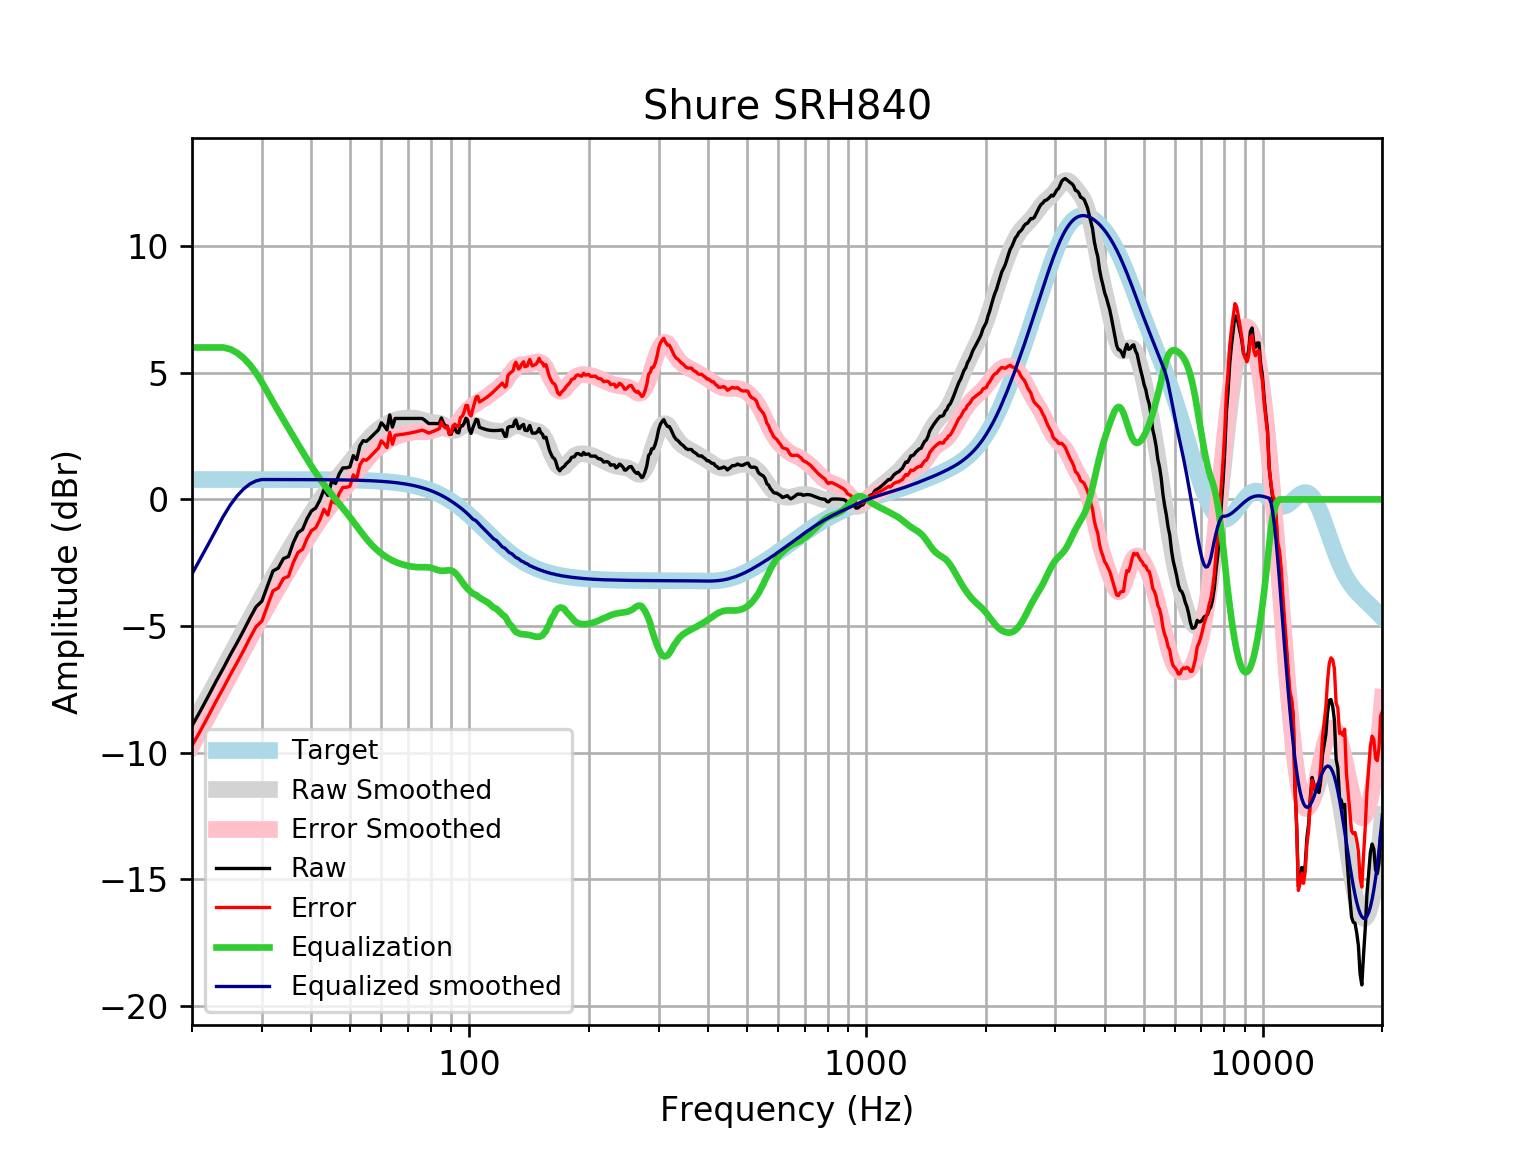 Shure SRH840
Amplitude (dBr)
10
5
0
−5
−10
−15
−20
Target
Raw Smoothed
Error Smoothed
Raw
Error
Equalization
Equalized smoothed
100 1000 10000
Frequency (Hz)